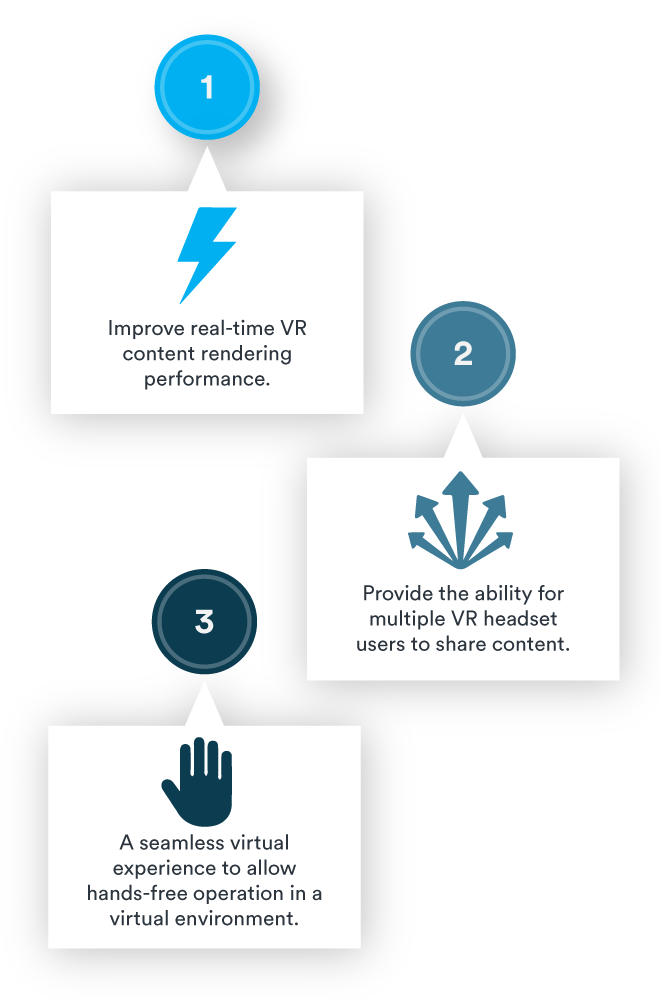 1
Improve real-time VR
content rendering
performance.
2
Provide the ability for
multiple VR headset
users to share content.
3
A seamless virtual
experience to allow
hands-free operation in a
virtual environment.